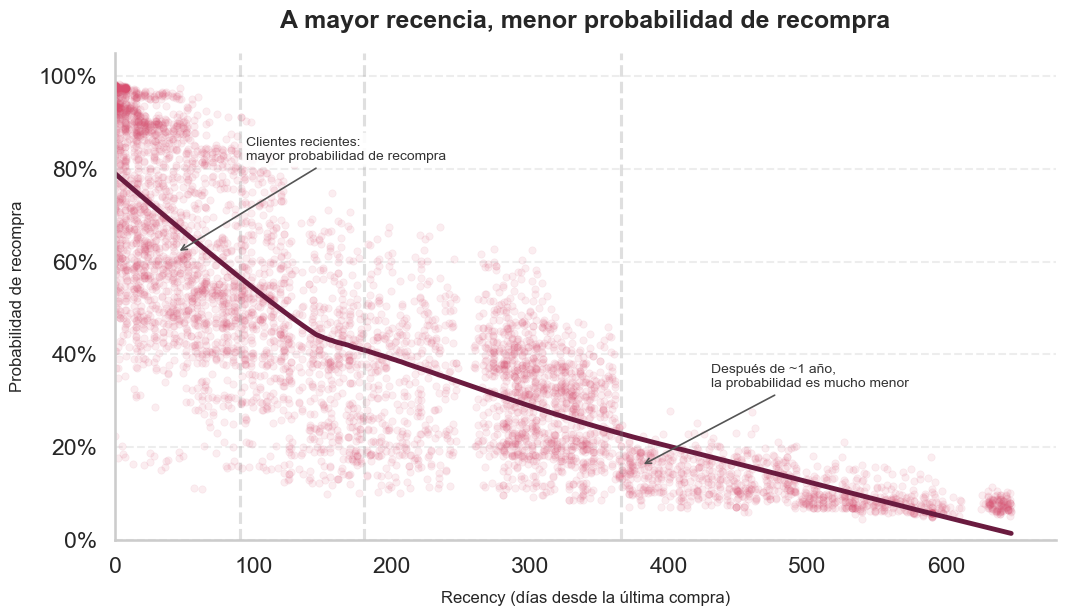 A mayor recencia, menor probabilidad de recompra
100%
80%
60%
40%
20%
0%
Probabilidad de recompra
Clientes recientes:
mayor probabilidad de recompra
Después de ~1 año,
la probabilidad es mucho menor
0
100
200
300
400
500
600
Recency (días desde la última compra)